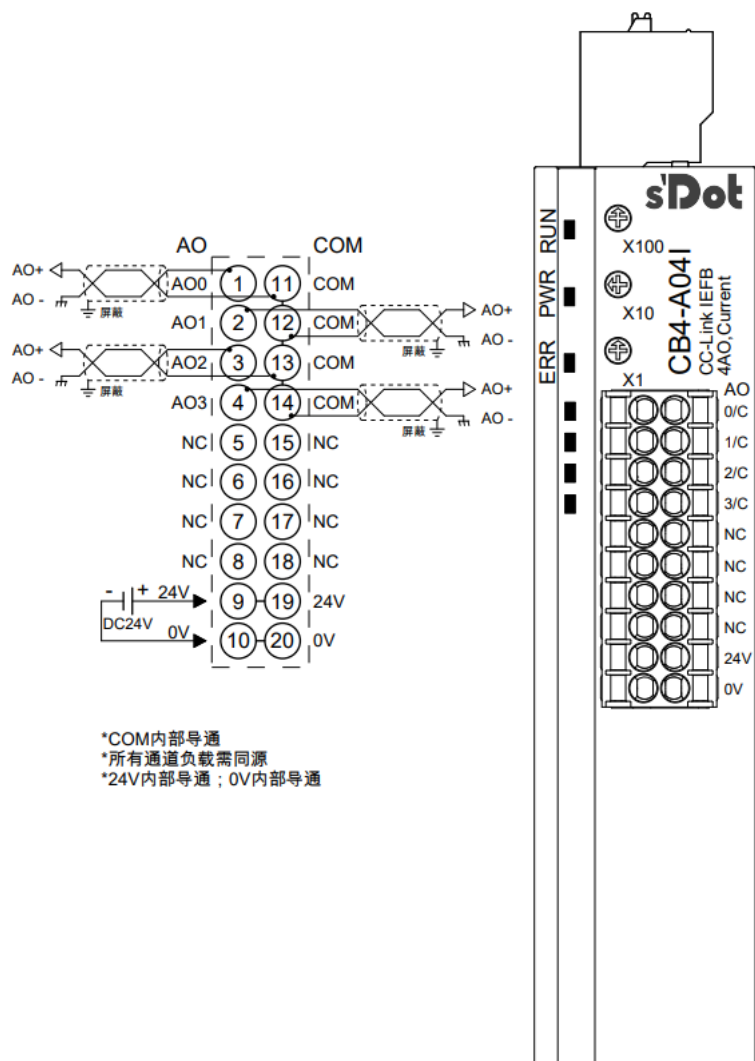 AO COM
AO+ AO0 1 11 COM
AO - 屏蔽
AO1 2 12 COM AO+
屏蔽 AO -
AO+ AO2 3 13 COM
AO - 屏蔽
AO3 4 14 COM AO+
屏蔽 AO -
NC 5 15 NC
NC 6 16 NC
NC 7 17 NC
NC 8 18 NC
- + 24V 9 19 24V
DC24V
0V 10 20 0V
*COM内部导通
*所有通道负载需同源
*24V内部导通；0V内部导通
s'Dot
RUN
PWR
ERR
X100
X10
X1
CB4-A04I
CC-Link IEFB
4AO,Current
AO
0/C
1/C
2/C
3/C
NC
NC
NC
NC
24V
0V